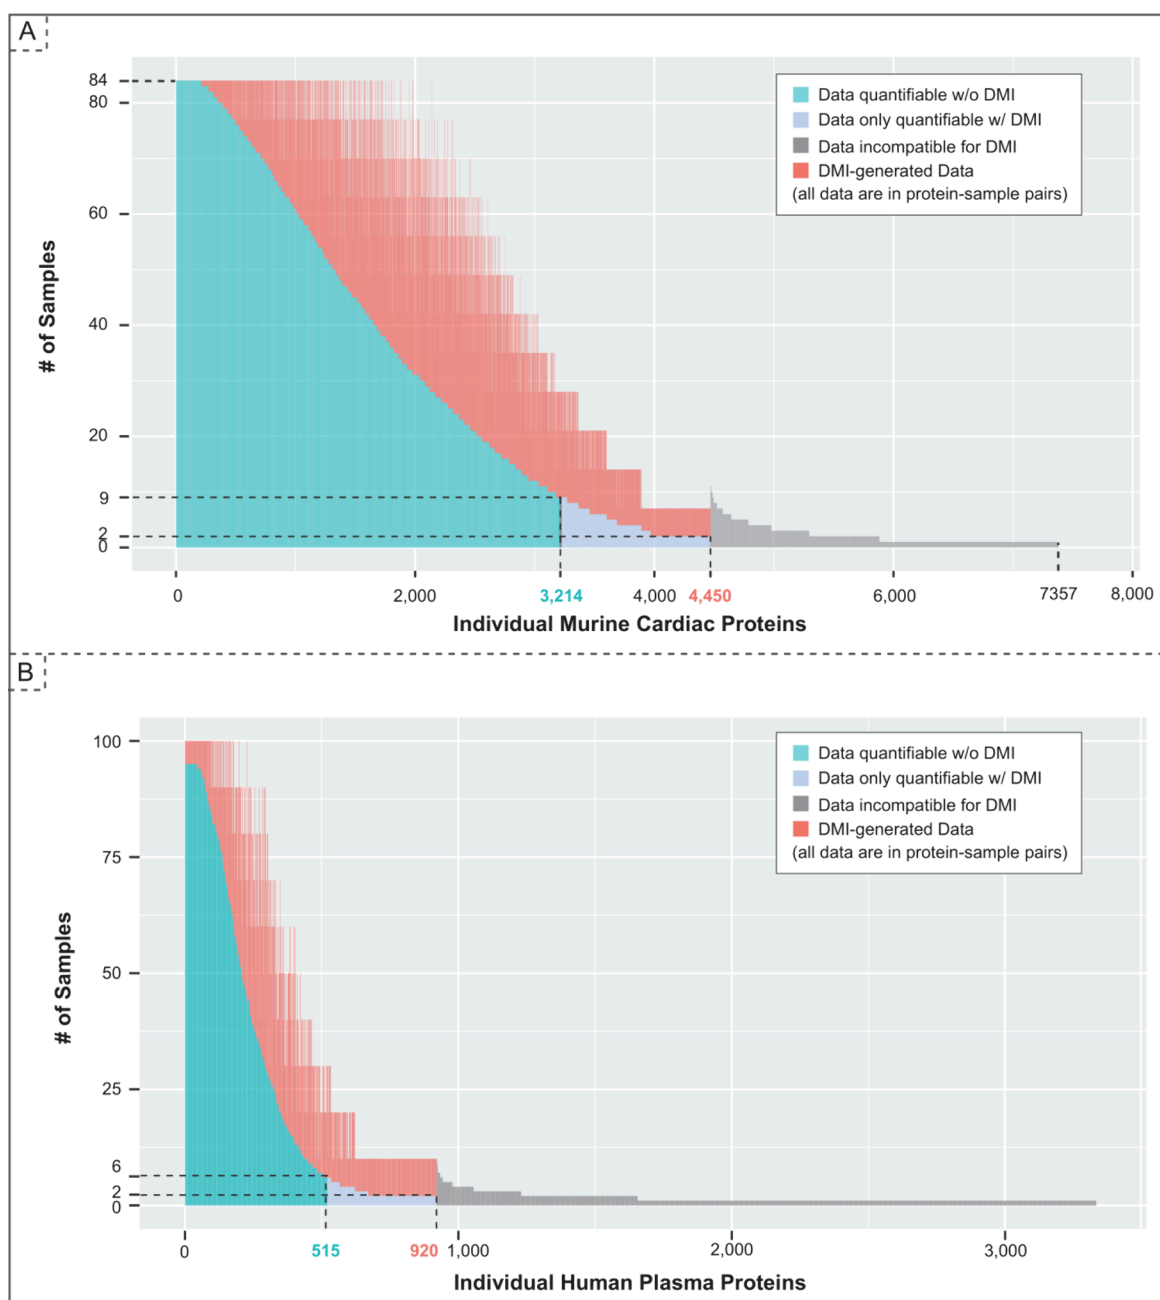 A
84
80
60
40
20
9
2
0
# of Samples
Data quantifiable w/o DMI
Data only quantifiable w/ DMI
Data incompatible for DMI
DMI-generated Data
(all data are in protein-sample pairs)
0 2,000 3,214 4,000 4,450 6,000 7357 8,000
Individual Murine Cardiac Proteins
B
100
75
50
25
6
2
0
# of Samples
Data quantifiable w/o DMI
Data only quantifiable w/ DMI
Data incompatible for DMI
DMI-generated Data
(all data are in protein-sample pairs)
0 515 920 1,000 2,000 3,000
Individual Human Plasma Proteins